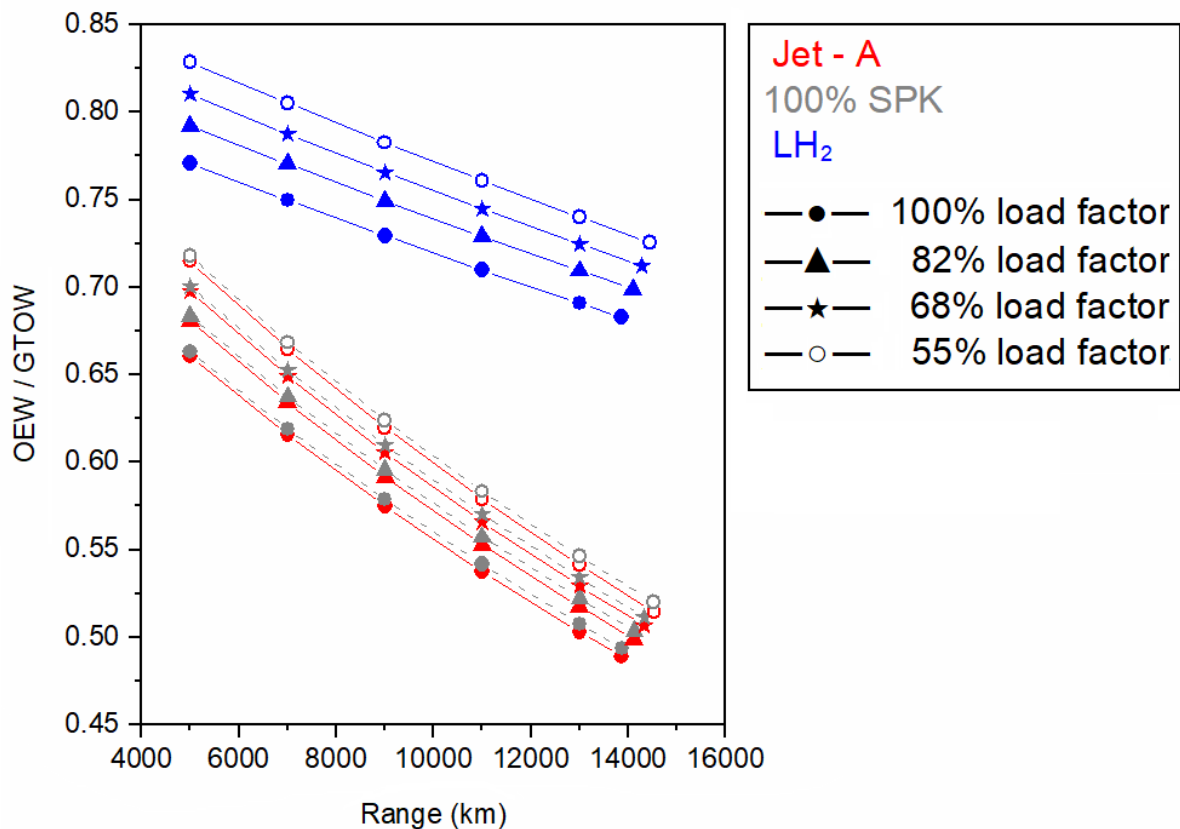 0.85
0.80
0.75
0.70
0.65
0.60
0.55
0.50
0.45
OEW / GTOW
4000 6000 8000 10000 12000 14000 16000
Range (km)
Jet - A
100% SPK
LH₂
100% load factor
82% load factor
68% load factor
55% load factor